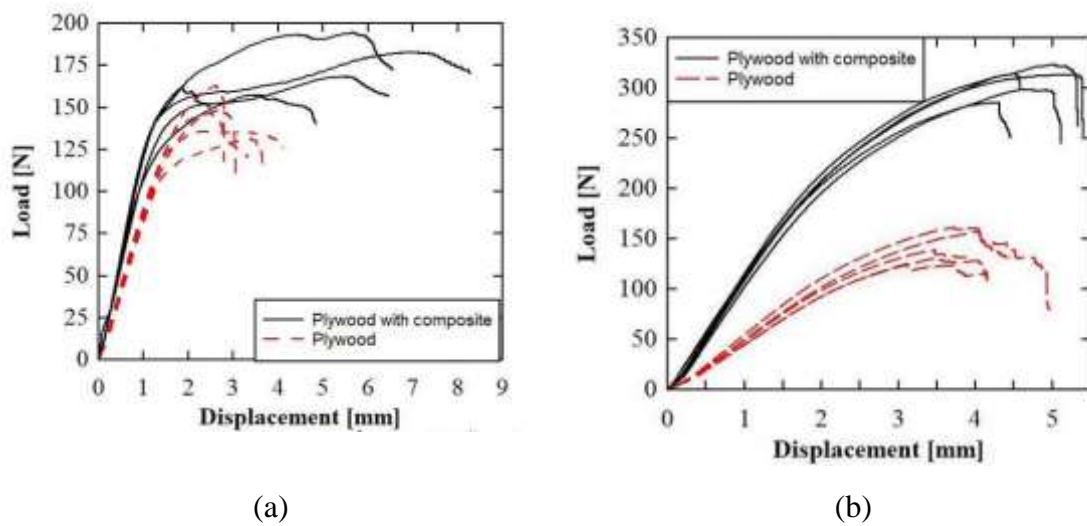 200
175
150
125
100
75
50
25
0
Load [N]
Plywood with composite
Plywood
0 1 2 3 4 5 6 7 8 9
Displacement [mm]
(a)
350
300
250
200
150
100
50
0
Load [N]
Plywood with composite
Plywood
0 1 2 3 4 5
Displacement [mm]
(b)